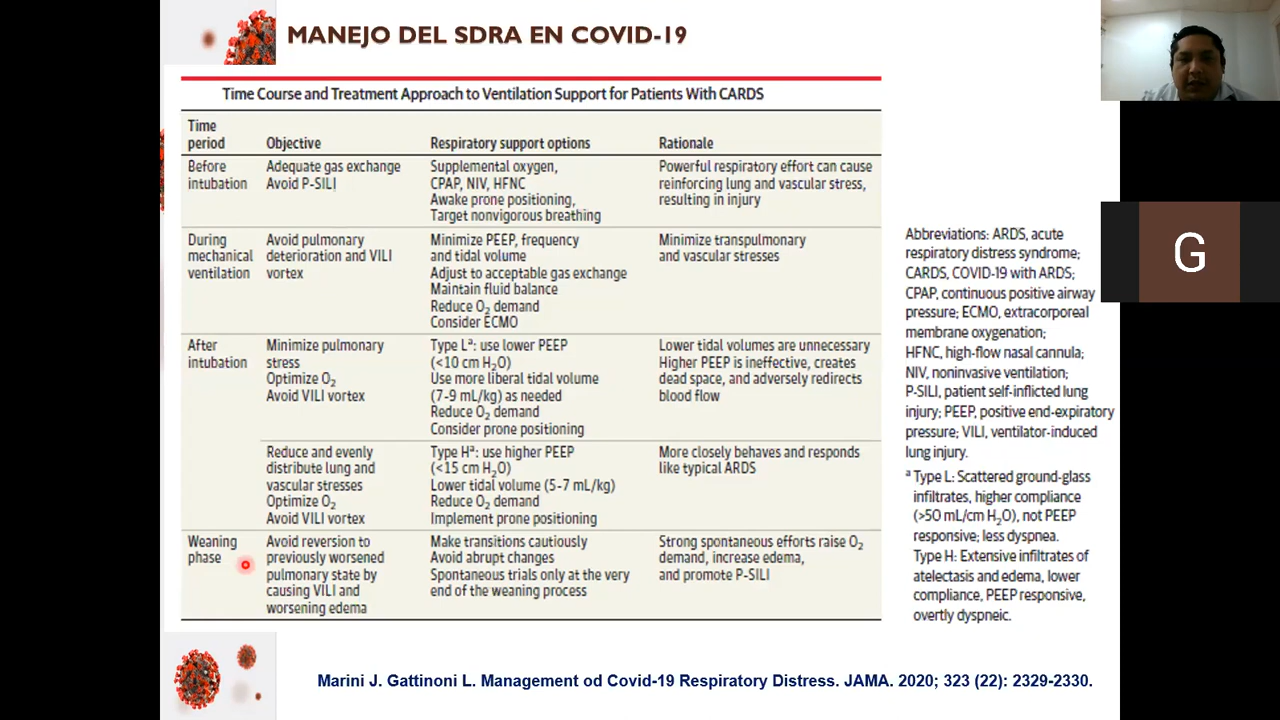 MANEJO DEL SDRA EN COVID-19
Time Course and Treatment Approach to Ventilation Support for Patients With CARDS
Time
period
Objective
Respiratory support options
Rationale
Before
intubation
Adequate gas exchange
Avoid P-SILI
Supplemental oxygen,
CPAP, NIV, HFNC
Awake prone positioning,
Target nonvigorous breathing
Powerful respiratory effort can cause
reinforcing lung and vascular stress,
resulting in injury
During
mechanical
ventilation
Avoid pulmonary
deterioration and VILI
vortex
Minimize PEEP, frequency
and tidal volume
Adjust to acceptable gas exchange
Maintain fluid balance
Reduce O₂ demand
Consider ECMO
Minimize transpulmonary
and vascular stresses
After
intubation
Minimize pulmonary
stress
Optimize O₂
Avoid VILI vortex
Type Lᵃ: use lower PEEP
(<10 cm H₂O)
Use more liberal tidal volume
(7-9 mL/kg) as needed
Reduce O₂ demand
Consider prone positioning
Lower tidal volumes are unnecessary
Higher PEEP is ineffective, creates
dead space, and adversely redirects
blood flow
Reduce and evenly
distribute lung and
vascular stresses
Optimize O₂
Avoid VILI vortex
Type Hᵃ: use higher PEEP
(<15 cm H₂O)
Lower tidal volume (5-7 mL/kg)
Reduce O₂ demand
Implement prone positioning
More closely behaves and responds
like typical ARDS
Weaning
phase
Avoid reversion to
previously worsened
pulmonary state by
causing VILI and
worsening edema
Make transitions cautiously
Avoid abrupt changes
Spontaneous trials only at the very
end of the weaning process
Strong spontaneous efforts raise O₂
demand, increase edema,
and promote P-SILI
Abbreviations: ARDS, acute
respiratory distress syndrome;
CARDS, COVID-19 with ARDS;
CPAP, continuous positive airway
pressure; ECMO, extracorporeal
membrane oxygenation;
HFNC, high-flow nasal cannula;
NIV, noninvasive ventilation;
P-SILI, patient self-inflicted lung
injury; PEEP, positive end-expiratory
pressure; VILI, ventilator-induced
lung injury.
ᵃ Type L: Scattered ground-glass
infiltrates, higher compliance
(>50 mL/cm H₂O), not PEEP
responsive; less dyspnea.
Type H: Extensive infiltrates of
atelectasis and edema, lower
compliance, PEEP responsive,
overtly dyspneic.
G
Marini J. Gattinoni L. Management od Covid-19 Respiratory Distress. JAMA. 2020; 323 (22): 2329-2330.